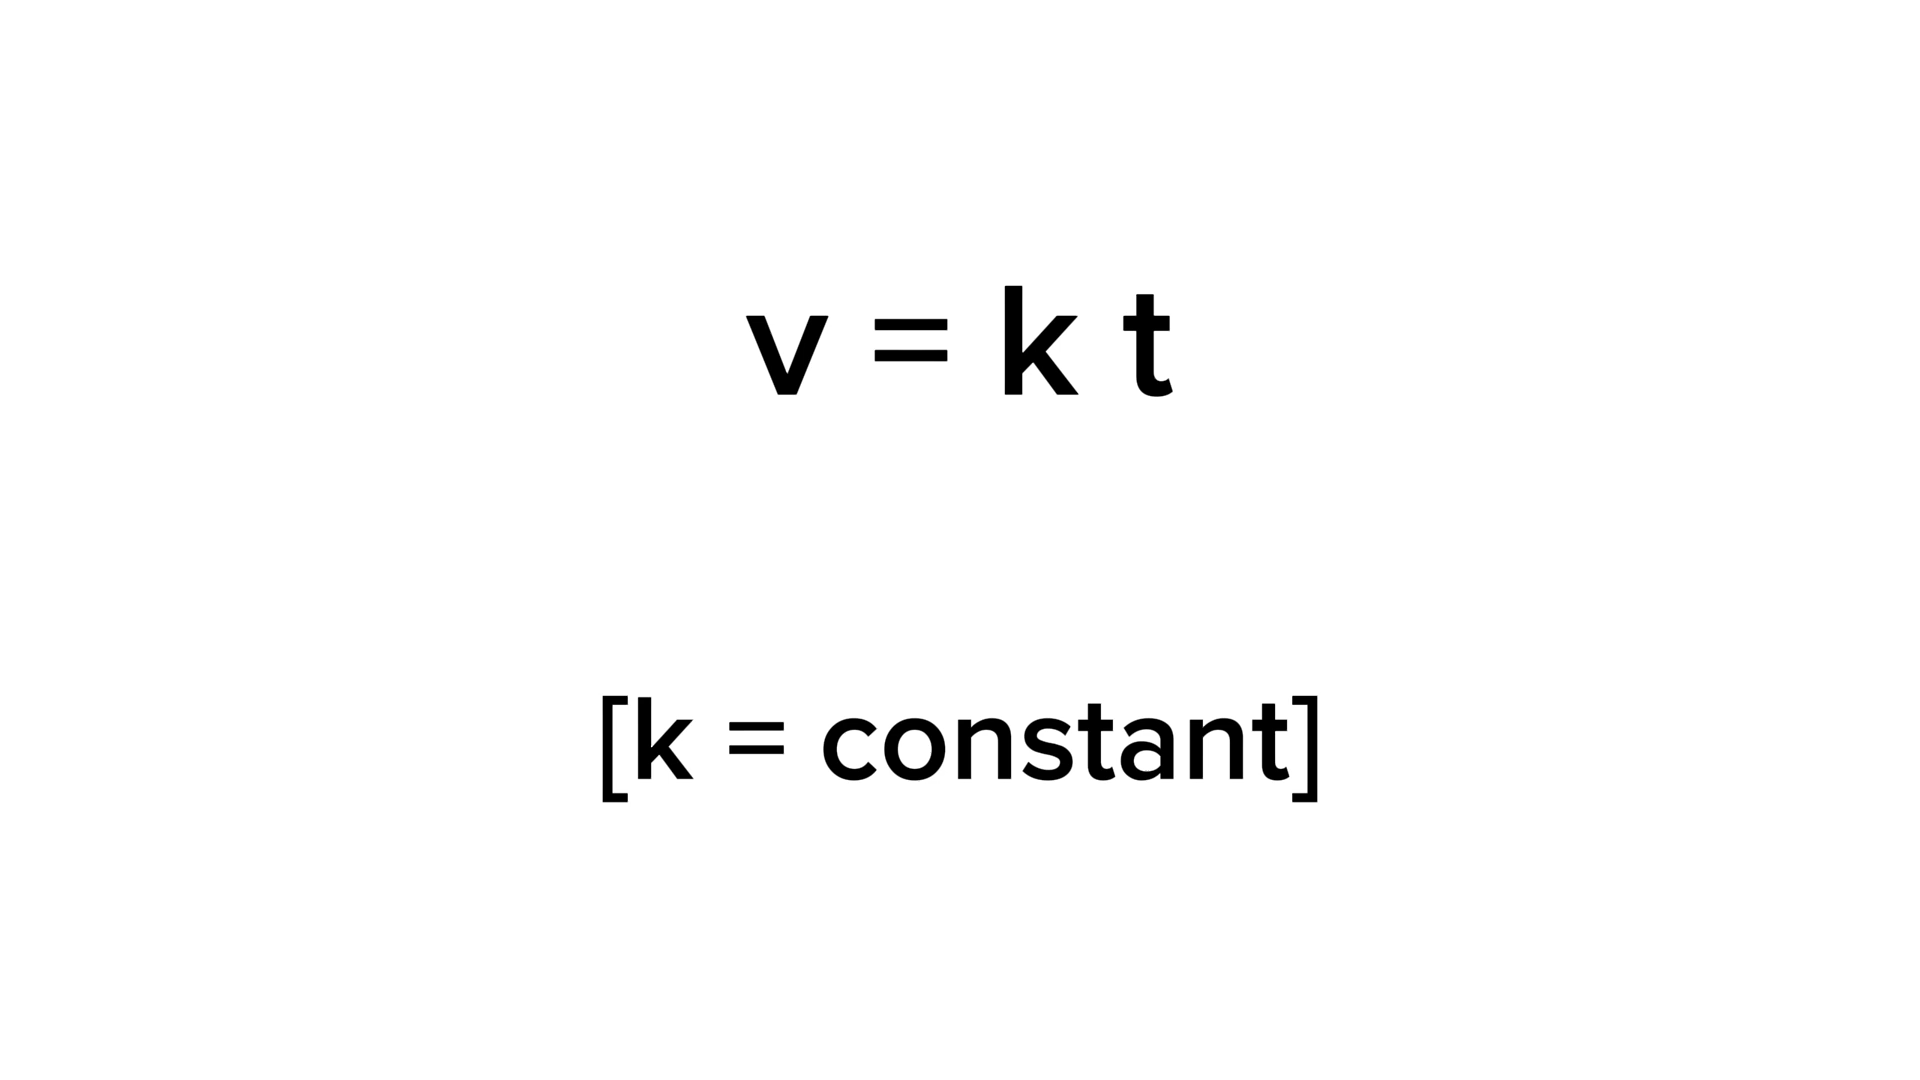 v = k t
[k = constant]